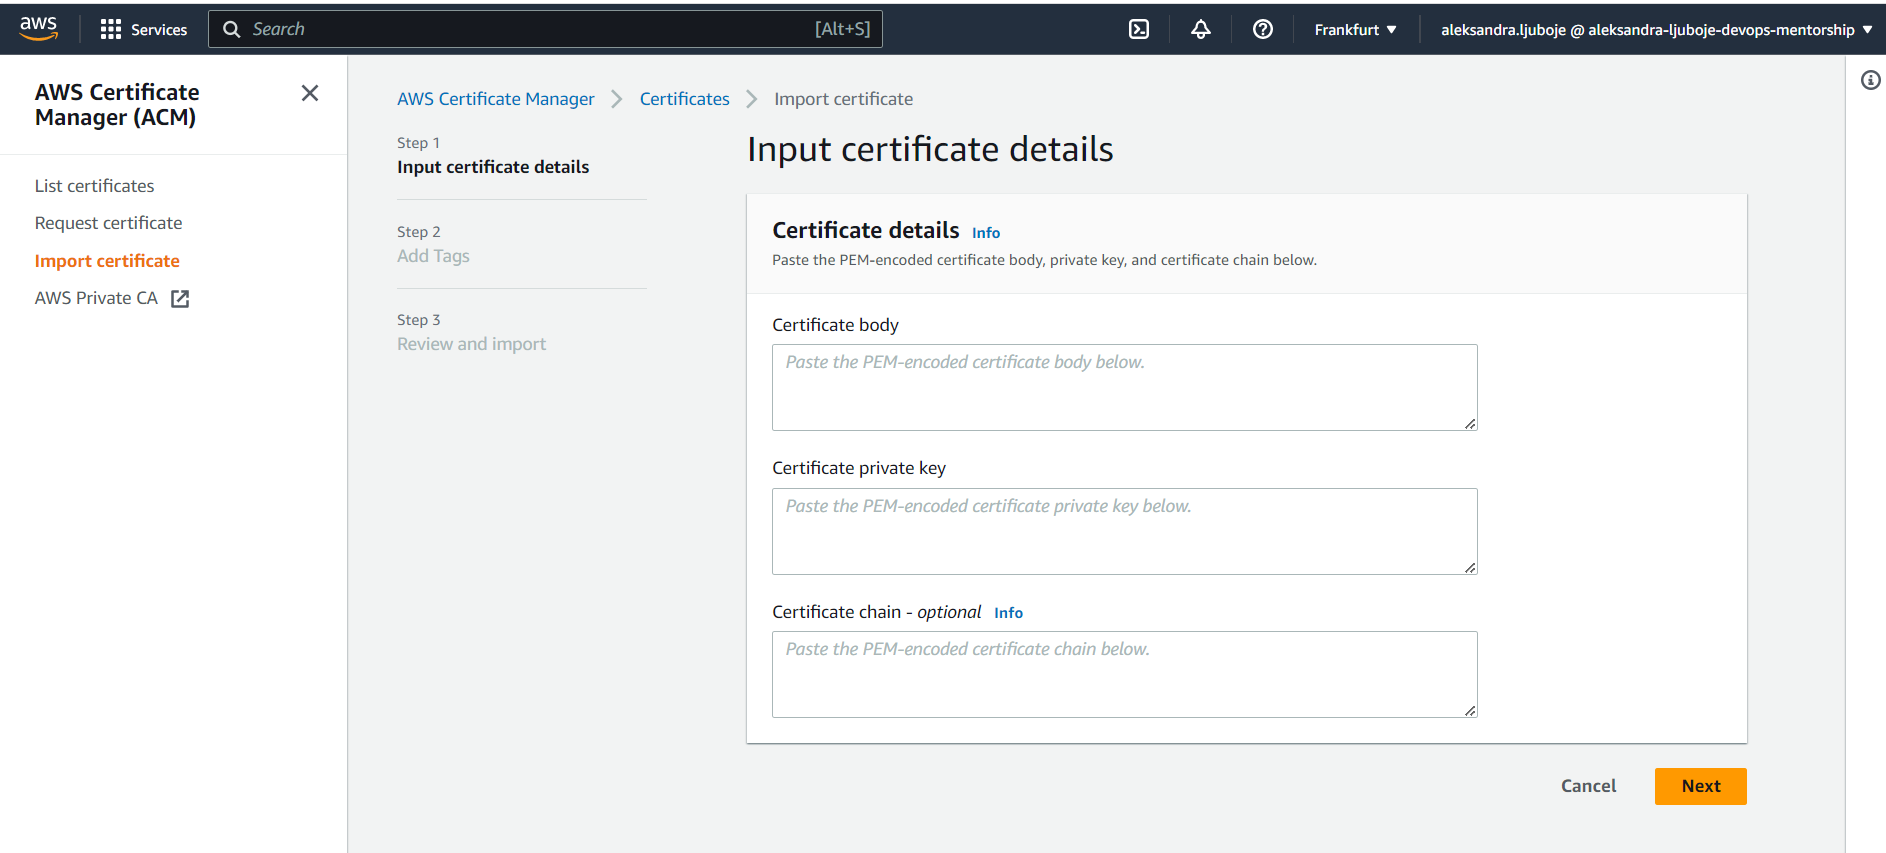 aws
Services
Search
[Alt+S]
Frankfurt
aleksandra.ljuboje @ aleksandra-ljuboje-devops-mentorship
AWS Certificate
Manager (ACM)
List certificates
Request certificate
Import certificate
AWS Private CA
AWS Certificate Manager
Certificates
Import certificate
Step 1
Input certificate details
Step 2
Add Tags
Step 3
Review and import
Input certificate details
Certificate details Info
Paste the PEM-encoded certificate body, private key, and certificate chain below.
Certificate body
Paste the PEM-encoded certificate body below.
Certificate private key
Paste the PEM-encoded certificate private key below.
Certificate chain - optional Info
Paste the PEM-encoded certificate chain below.
Cancel
Next